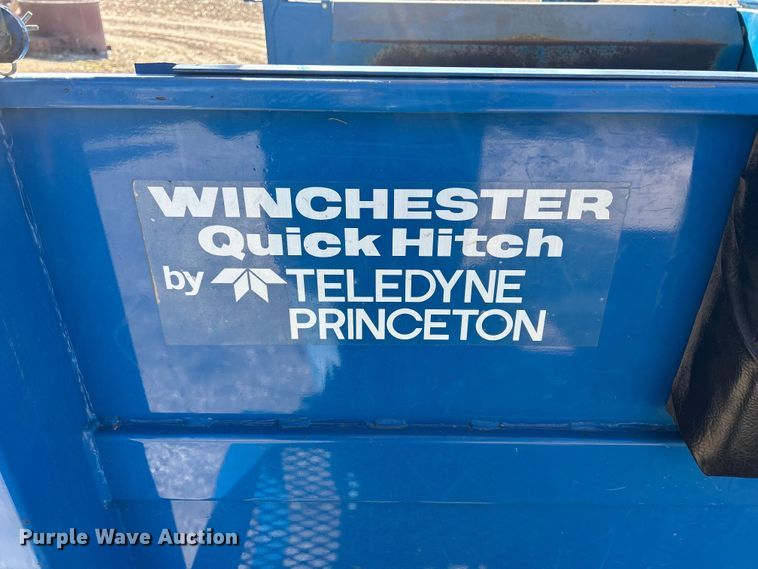 WINCHESTER
Quick Hitch
by TELEDYNE
PRINCETON
Purple Wave Auction